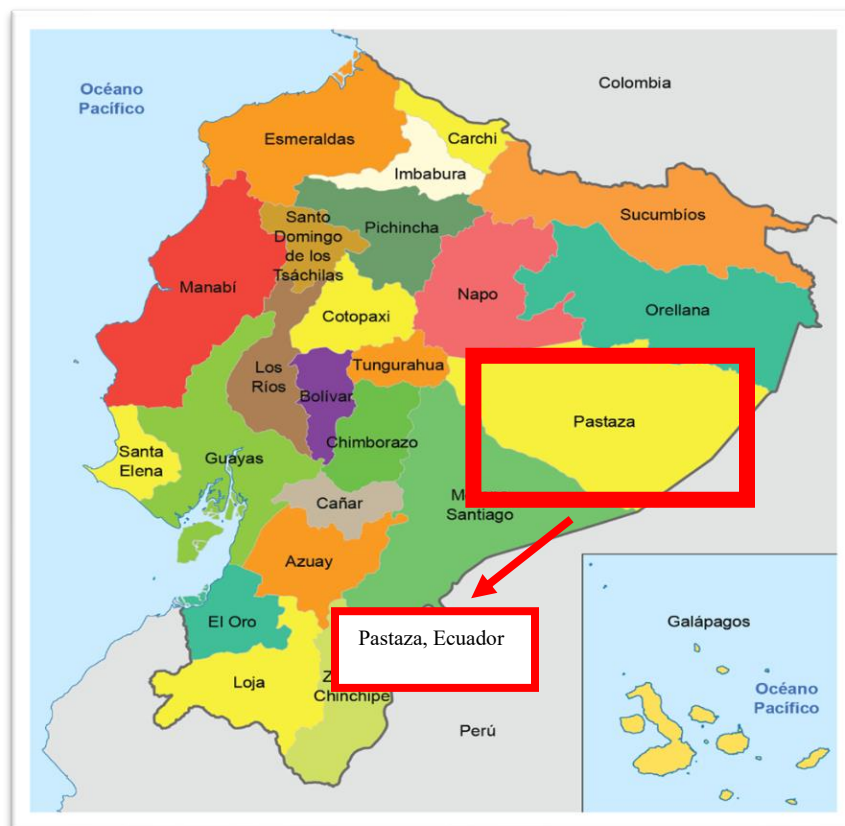 Océano
Pacífico
Colombia
Esmeraldas
Carchi
Imbabura
Santo
Domingo
de los
Tsáchilas
Pichincha
Sucumbíos
Manabí
Napo
Cotopaxi
Orellana
Los
Ríos
Bolívar
Tungurahua
Pastaza
Santa
Elena
Guayas
Chimborazo
Cañar
Santiago
Azuay
Pastaza, Ecuador
El Oro
Galápagos
Loja
Chinchipe
Océano
Pacífico
Perú